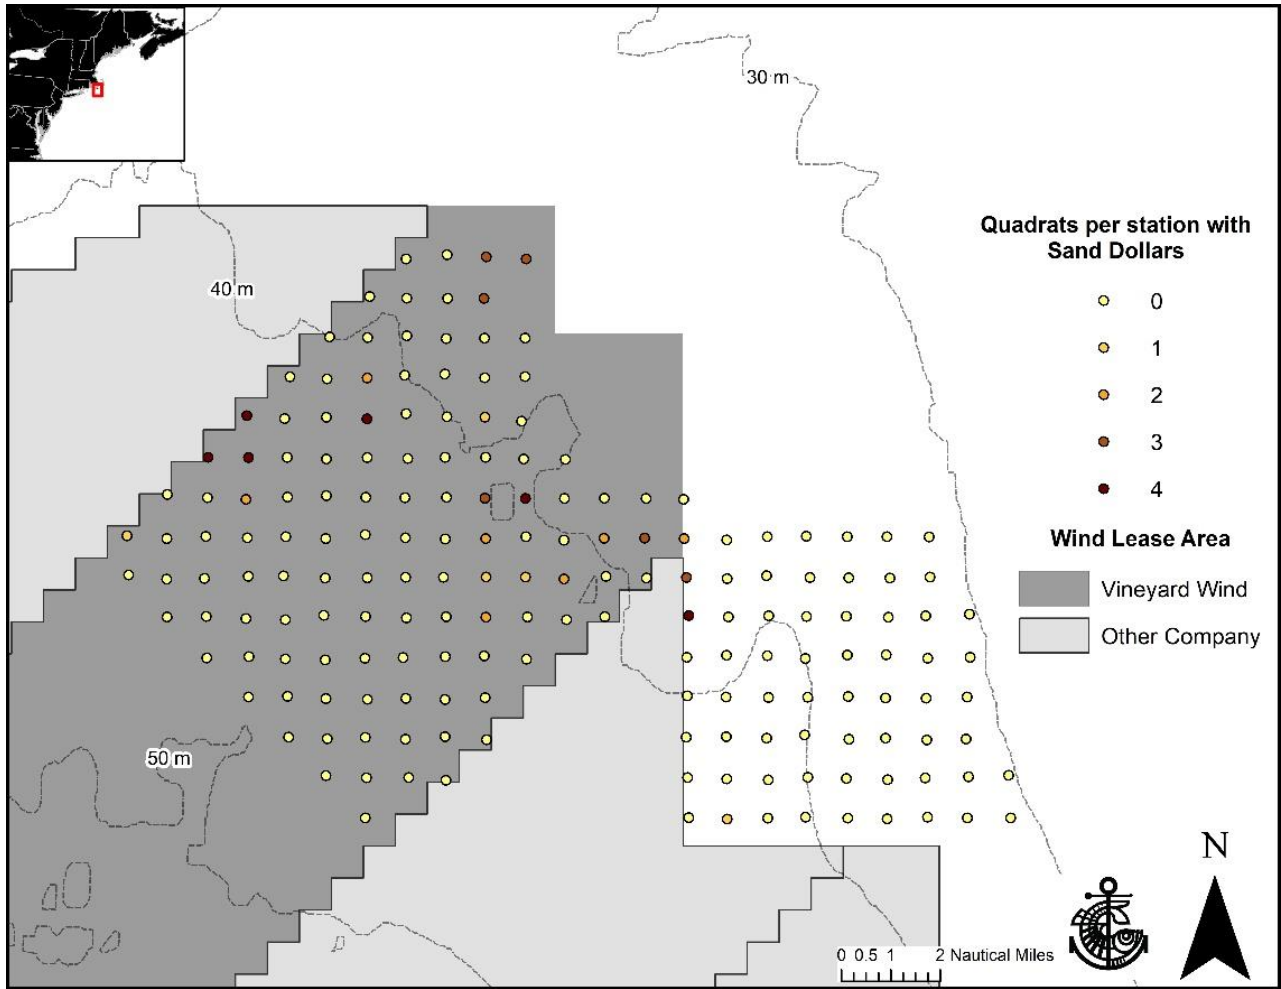 30 m
40 m
50 m
Quadrats per station with
Sand Dollars
0
1
2
3
4
Wind Lease Area
Vineyard Wind
Other Company
N
0 0.5 1 2 Nautical Miles